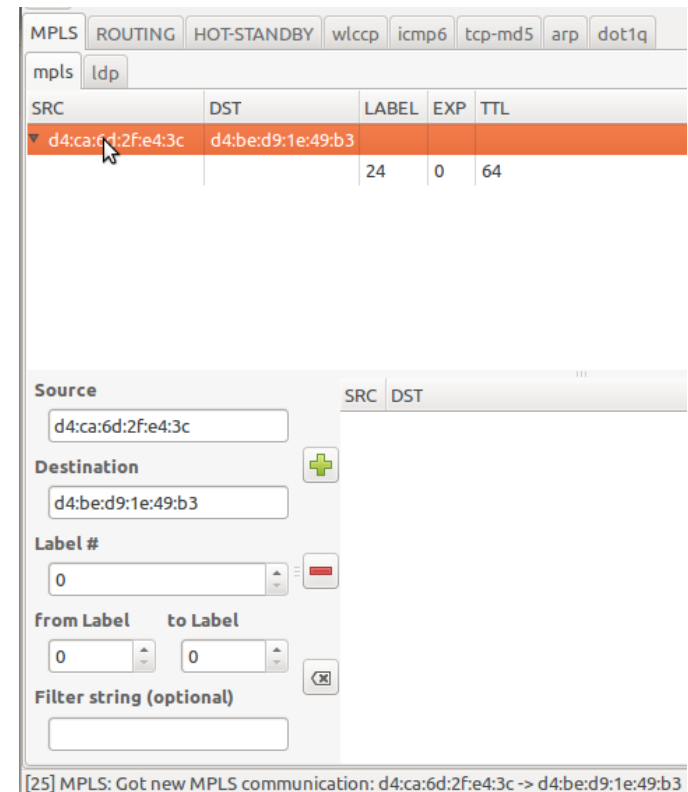 MPLS ROUTING HOT-STANDBY wlccp icmp6 tcp-md5 arp dot1q
mpls ldp
SRC DST LABEL EXP TTL
d4:ca:6d:2f:e4:3c d4:be:d9:1e:49:b3
24 0 64
Source
SRC DST
d4:ca:6d:2f:e4:3c
Destination
d4:be:d9:1e:49:b3
Label #
0
from Label to Label
0 0
Filter string (optional)
[25] MPLS: Got new MPLS communication: d4:ca:6d:2f:e4:3c -> d4:be:d9:1e:49:b3